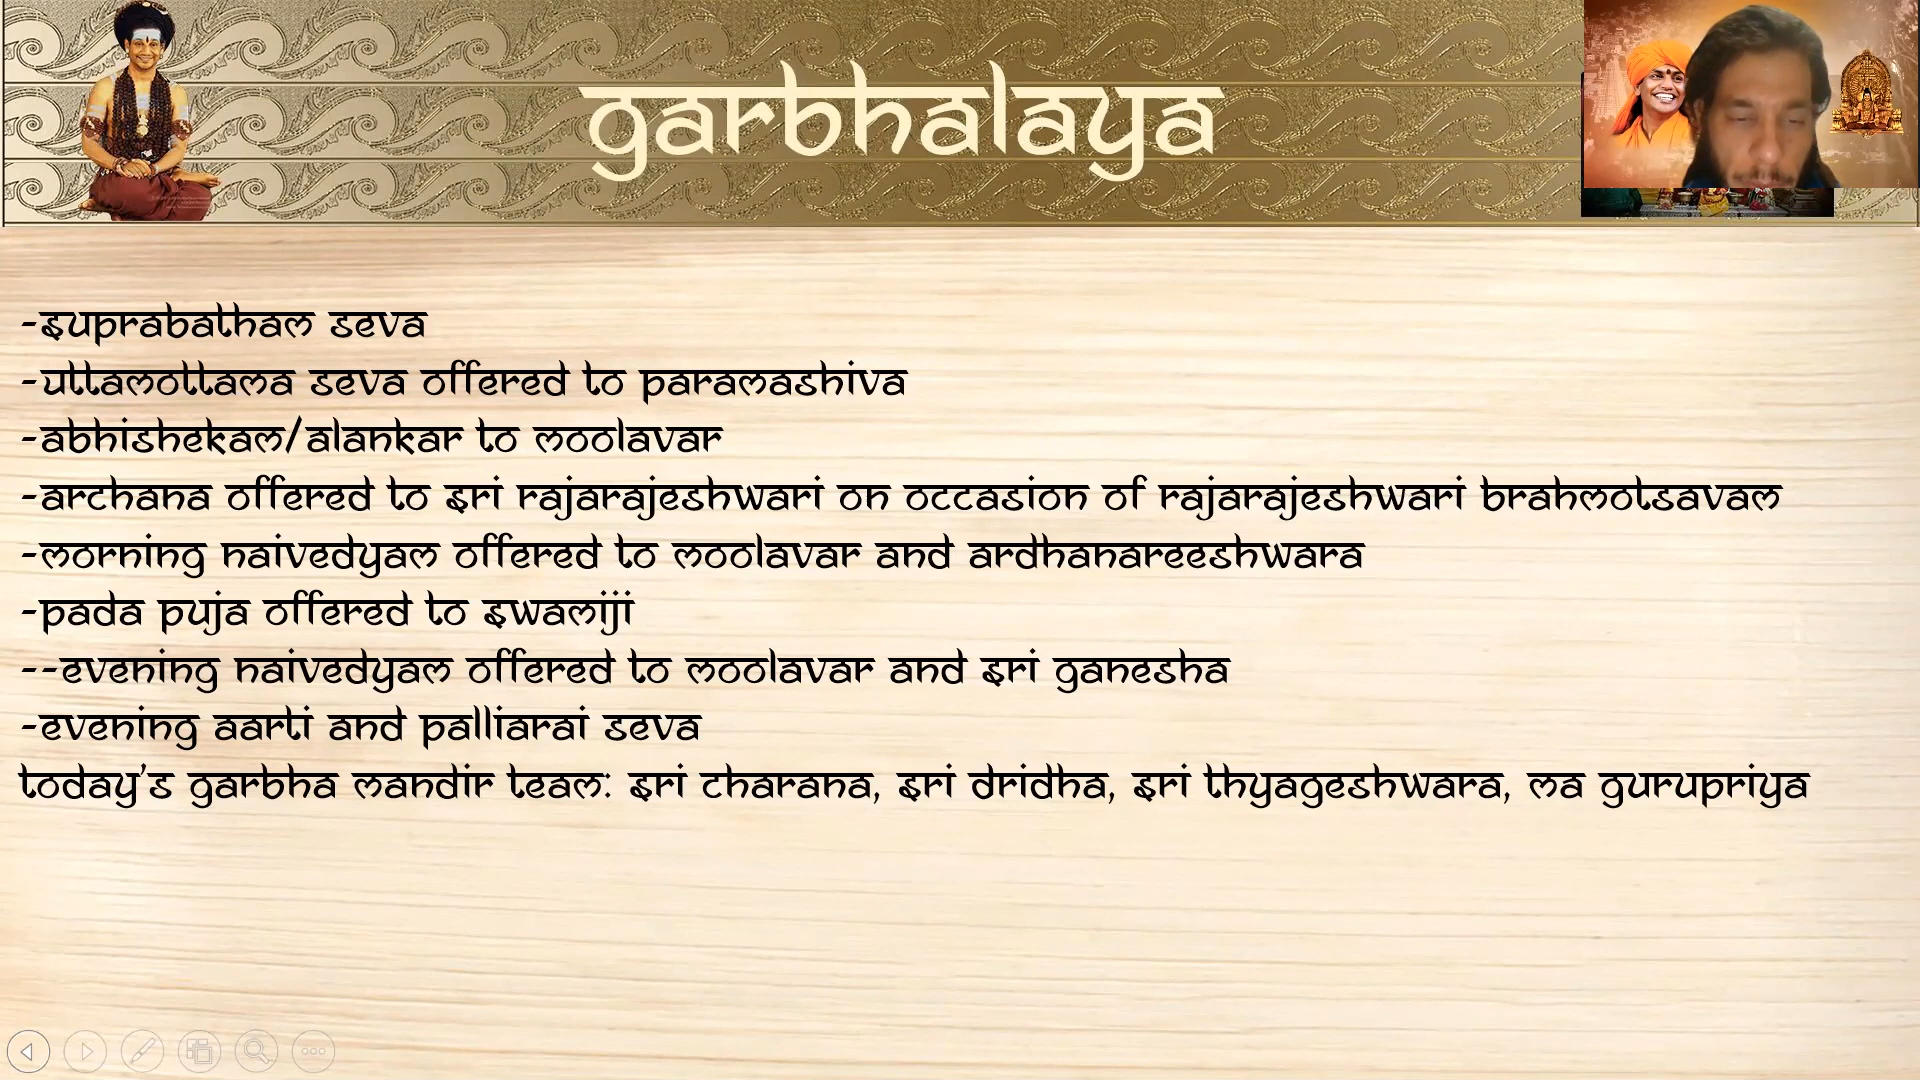 garbhalaya
-suprabatham seva
-uttamottama seva offered to paramashiva
-abhishekam/alankar to moolavar
-archana offered to sri rajarajeshwari on occasion of rajarajeshwari brahmotsavam
-morning naivedyam offered to moolavar and ardhanareeshwara
-pada puja offered to swamiji
--evening naivedyam offered to moolavar and sri ganesha
-evening aarti and palliarai seva
today's garbha mandir team: sri charana, sri dridha, sri thyageshwara, ma gurupriya